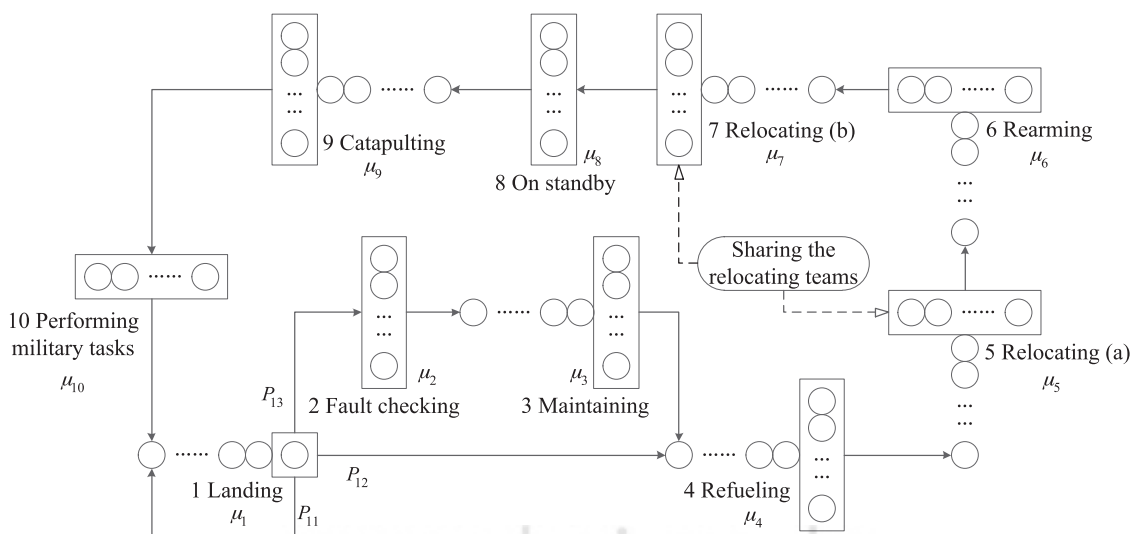 9 Catapulting
μ₉
8 On standby
μ₈
7 Relocating (b)
μ₇
6 Rearming
μ₆
Sharing the
relocating teams
10 Performing
military tasks
μ₁₀
P₁₃
2 Fault checking
μ₂
3 Maintaining
μ₃
5 Relocating (a)
μ₅
1 Landing
μ₁
P₁₂
P₁₁
4 Refueling
μ₄